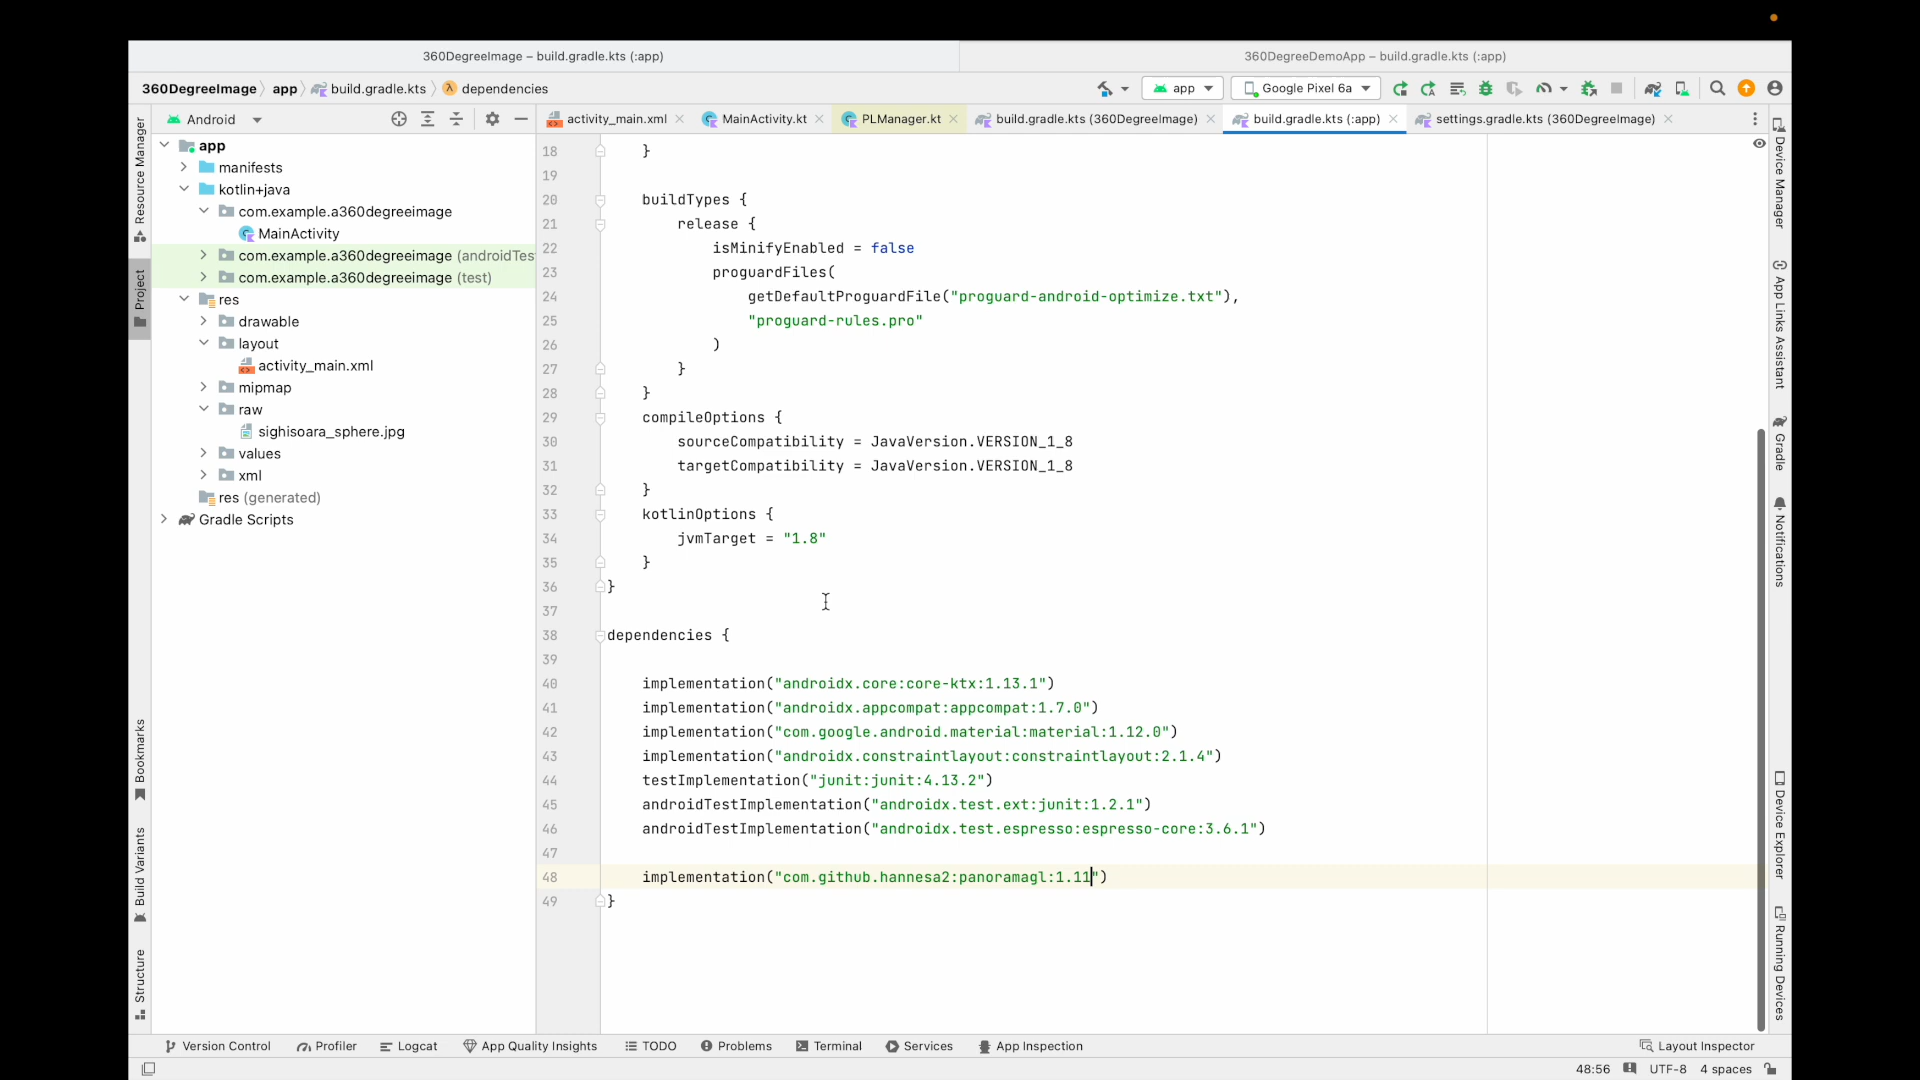 360DegreeImage – build.gradle.kts (:app)
360DegreeDemoApp – build.gradle.kts (:app)
360DegreeImage
app
build.gradle.kts
dependencies
app
Google Pixel 6a
Android
activity_main.xml
MainActivity.kt
PLManager.kt
build.gradle.kts (360DegreeImage)
build.gradle.kts (:app)
settings.gradle.kts (360DegreeImage)
Resource Manager
Project
Bookmarks
Build Variants
Structure
app
manifests
kotlin+java
com.example.a360degreeimage
MainActivity
com.example.a360degreeimage (androidTes
com.example.a360degreeimage (test)
res
drawable
layout
activity_main.xml
mipmap
raw
sighisoara_sphere.jpg
values
xml
res (generated)
Gradle Scripts
18 }
19
20 buildTypes {
21 release {
22 isMinifyEnabled = false
23 proguardFiles(
24 getDefaultProguardFile("proguard-android-optimize.txt"),
25 "proguard-rules.pro"
26 )
27 }
28 }
29 compileOptions {
30 sourceCompatibility = JavaVersion.VERSION_1_8
31 targetCompatibility = JavaVersion.VERSION_1_8
32 }
33 kotlinOptions {
34 jvmTarget = "1.8"
35 }
36 }
37
38 dependencies {
39
40 implementation("androidx.core:core-ktx:1.13.1")
41 implementation("androidx.appcompat:appcompat:1.7.0")
42 implementation("com.google.android.material:material:1.12.0")
43 implementation("androidx.constraintlayout:constraintlayout:2.1.4")
44 testImplementation("junit:junit:4.13.2")
45 androidTestImplementation("androidx.test.ext:junit:1.2.1")
46 androidTestImplementation("androidx.test.espresso:espresso-core:3.6.1")
47
48 implementation("com.github.hannesa2:panoramagl:1.11")
49 }
Device Manager
App Links Assistant
Gradle
Notifications
Device Explorer
Running Devices
Version Control
Profiler
Logcat
App Quality Insights
TODO
Problems
Terminal
Services
App Inspection
Layout Inspector
48:56
UTF-8
4 spaces